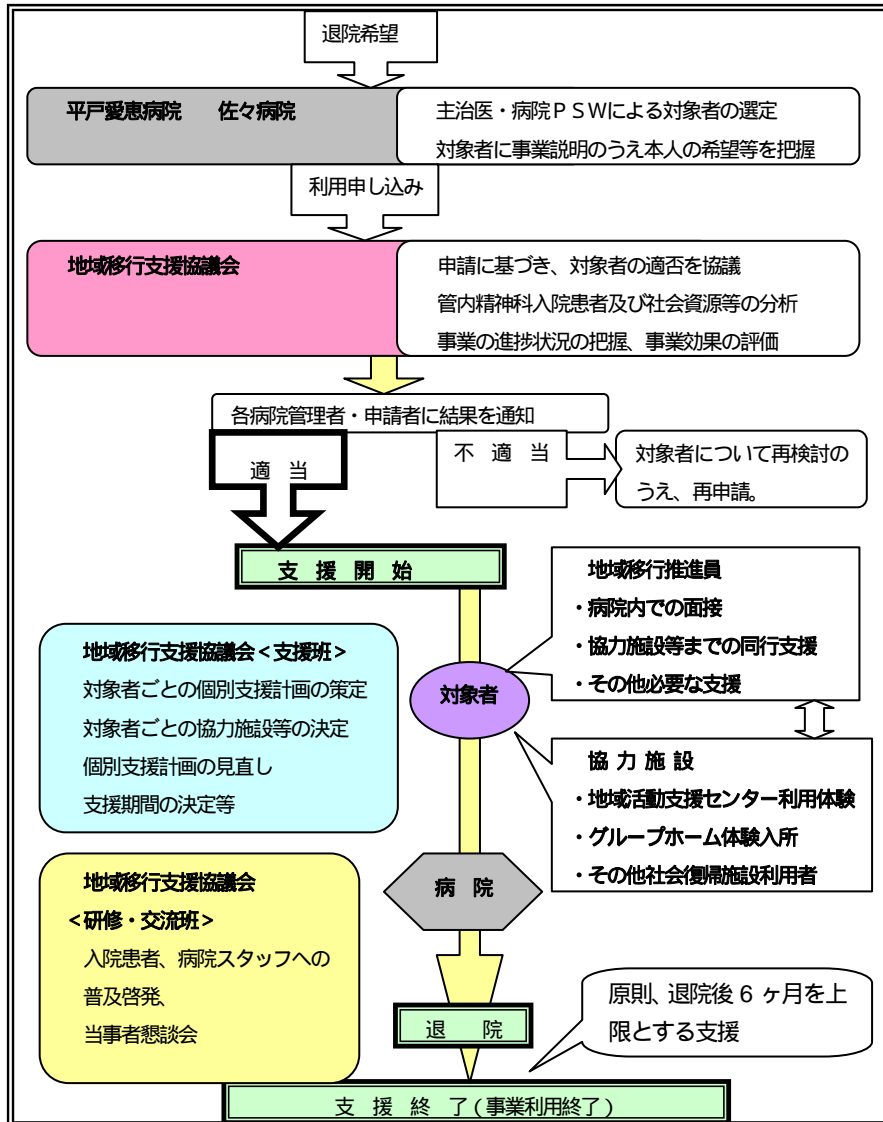 退院希望
平戸愛恵病院　　佐々病院
主治医・病院ＰＳＷによる対象者の選定
対象者に事業説明のうえ本人の希望等を把握
利用申し込み
地域移行支援協議会
申請に基づき、対象者の適否を協議
管内精神科入院患者及び社会資源等の分析
事業の進捗状況の把握、事業効果の評価
各病院管理者・申請者に結果を通知
適　当
不　適　当
対象者について再検討の
うえ、再申請。
支　援　開　始
地域移行推進員
・病院内での面接
・協力施設等までの同行支援
・その他必要な支援
地域移行支援協議会＜支援班＞
対象者ごとの個別支援計画の策定
対象者ごとの協力施設等の決定
個別支援計画の見直し
支援期間の決定等
対象者
協 力 施 設
・地域活動支援センター利用体験
・グループホーム体験入所
・その他社会復帰施設利用者
地域移行支援協議会
＜研修・交流班＞
入院患者、病院スタッフへの
普及啓発、
当事者懇談会
病　院
原則、退院後６ヶ月を上
限とする支援
退　　院
支　援　終　了（事業利用終了）